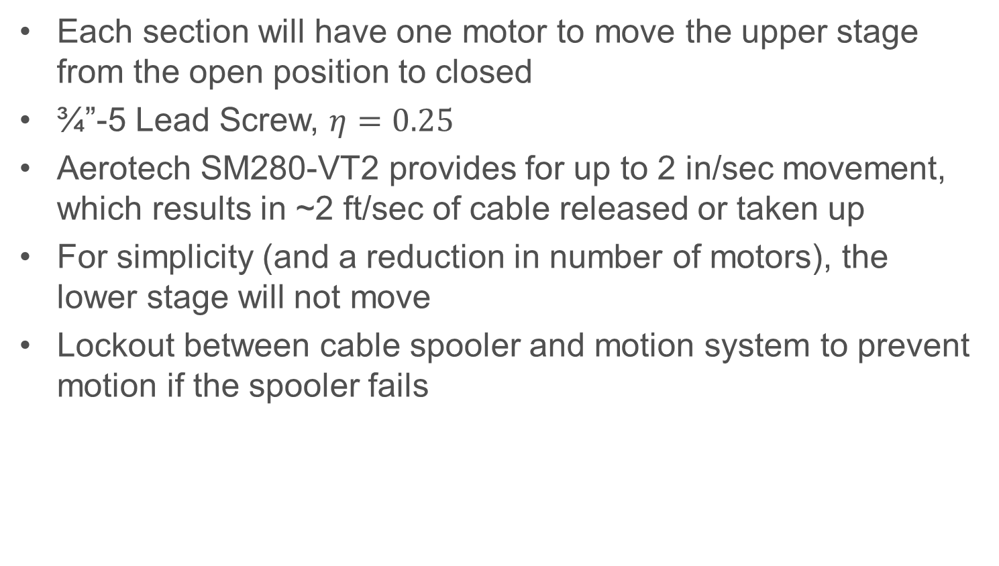 • Each section will have one motor to move the upper stage
from the open position to closed
• ¾”-5 Lead Screw, 𝜂 = 0.25
• Aerotech SM280-VT2 provides for up to 2 in/sec movement,
which results in ~2 ft/sec of cable released or taken up
• For simplicity (and a reduction in number of motors), the
lower stage will not move
• Lockout between cable spooler and motion system to prevent
motion if the spooler fails